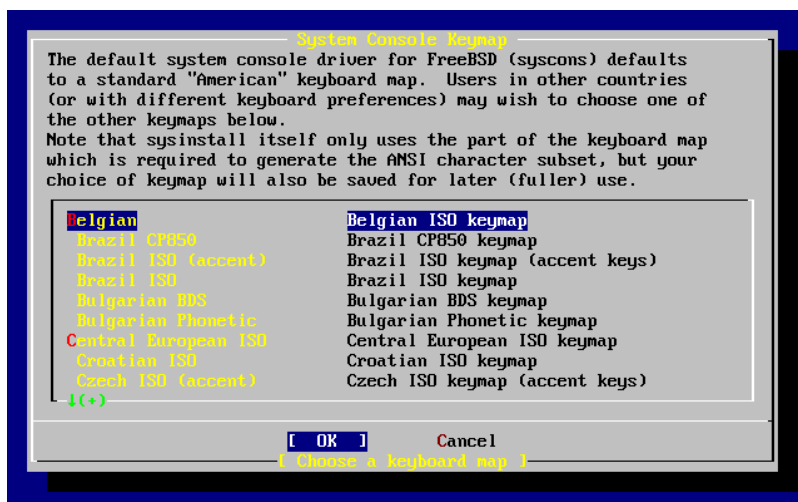 System Console Keymap
The default system console driver for FreeBSD (syscons) defaults
to a standard "American" keyboard map.  Users in other countries
(or with different keyboard preferences) may wish to choose one of
the other keymaps below.
Note that sysinstall itself only uses the part of the keyboard map
which is required to generate the ANSI character subset, but your
choice of keymap will also be saved for later (fuller) use.
Belgian Belgian ISO keymap
Brazil CP850 Brazil CP850 keymap
Brazil ISO (accent) Brazil ISO keymap (accent keys)
Brazil ISO Brazil ISO keymap
Bulgarian BDS Bulgarian BDS keymap
Bulgarian Phonetic Bulgarian Phonetic keymap
Central European ISO Central European ISO keymap
Croatian ISO Croatian ISO keymap
Czech ISO (accent) Czech ISO keymap (accent keys)
↓(+)
[ OK ] Cancel
[ Choose a keyboard map ]